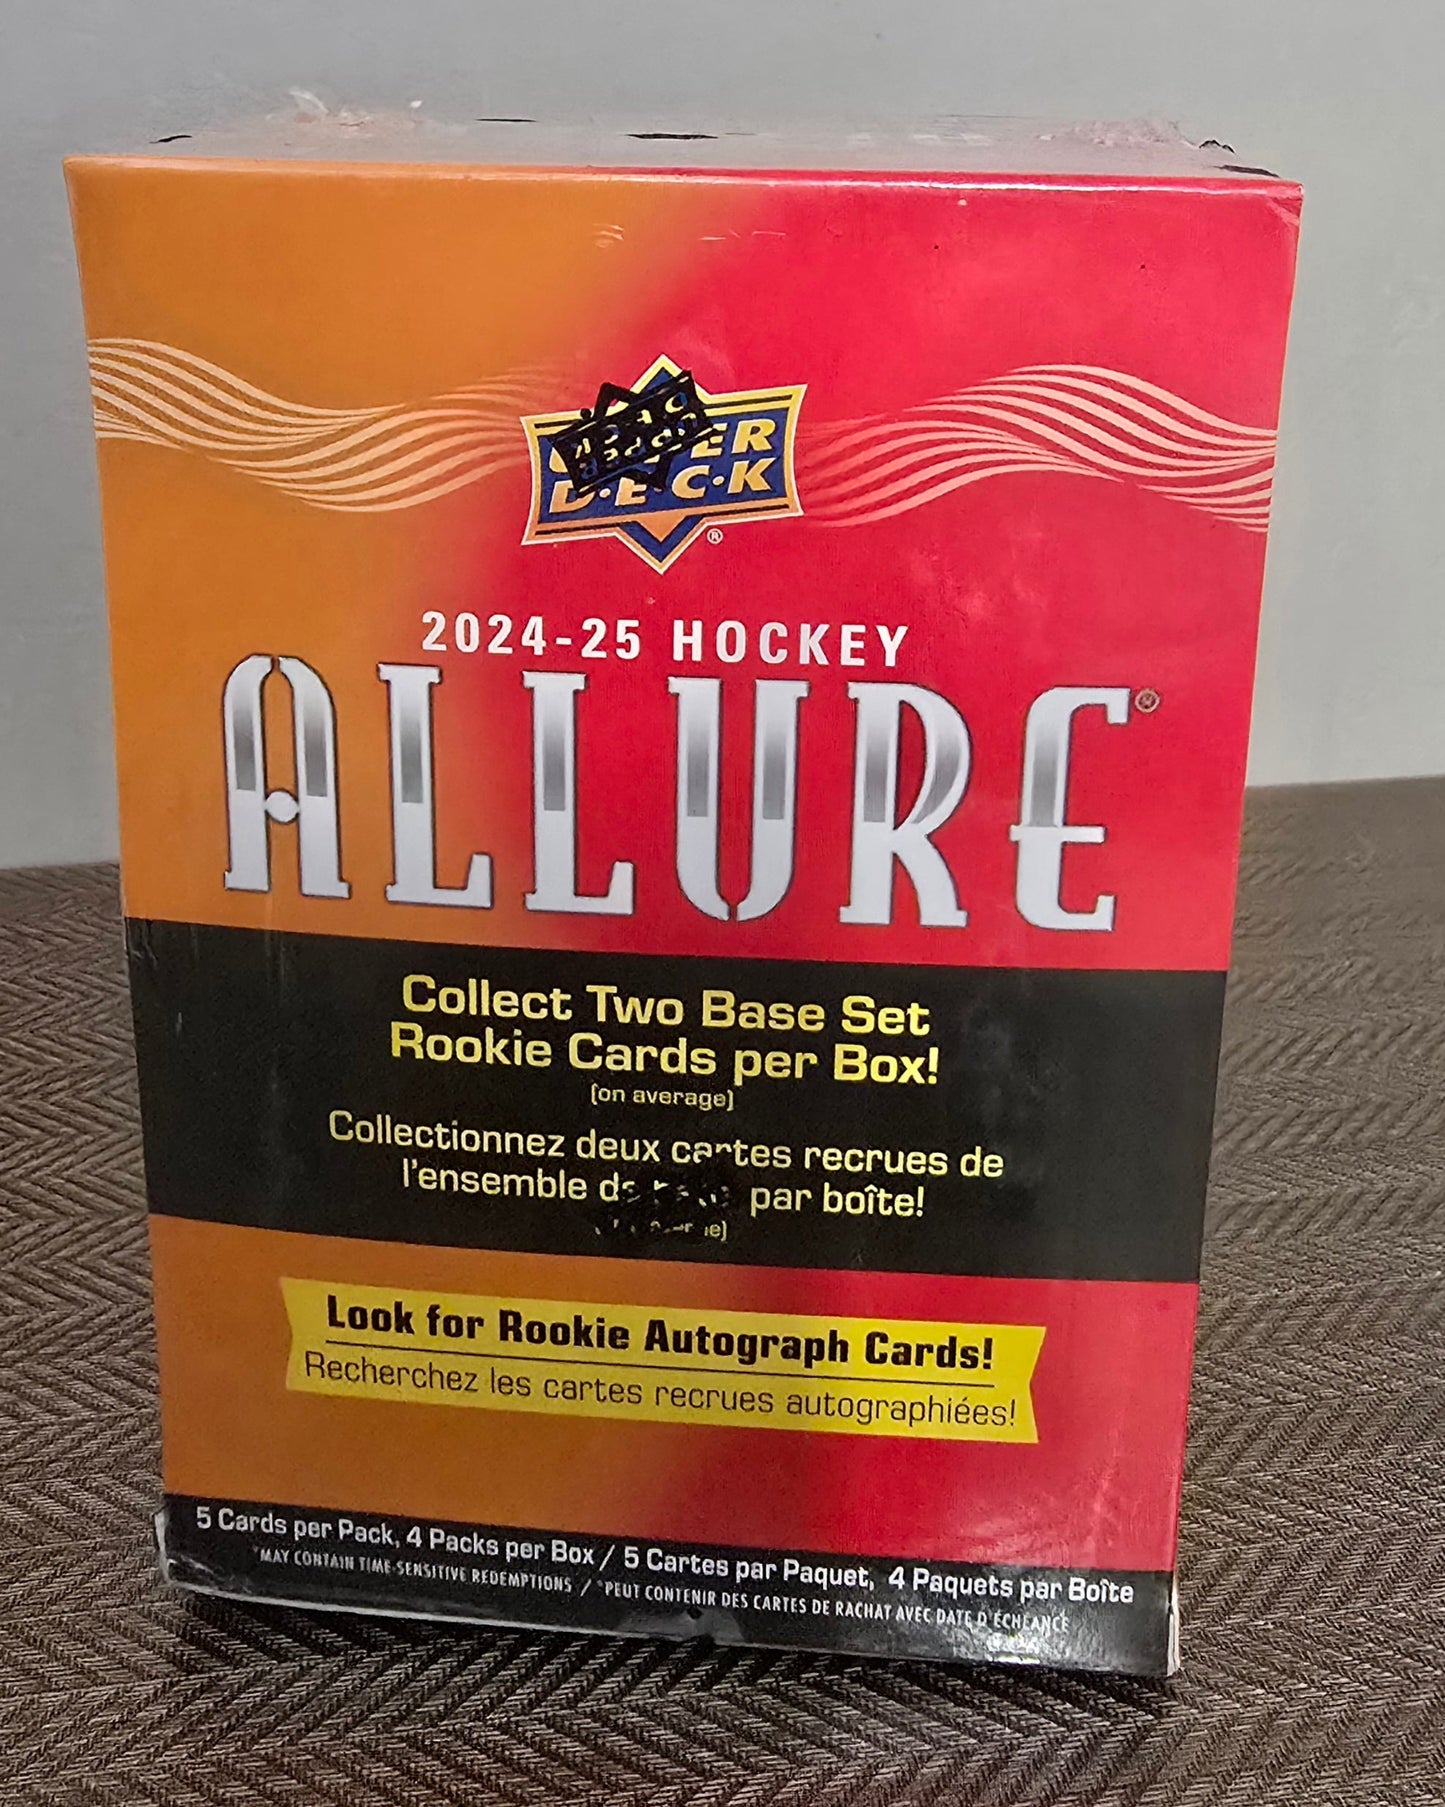 ER
D·E·C·K
®
2024-25 HOCKEY
ALLURE®
Collect Two Base Set
Rookie Cards per Box!
(on average)
Collectionnez deux cartes recrues de
l'ensemble par boîte!
Look for Rookie Autograph Cards!
Recherchez les cartes recrues autographiées!
5 Cards per Pack, 4 Packs per Box / 5 Cartes par Paquet, 4 Paquets par Boîte
*MAY CONTAIN TIME-SENSITIVE REDEMPTIONS / *PEUT CONTENIR DES CARTES DE RACHAT AVEC DATE D'ÉCHÉANCE